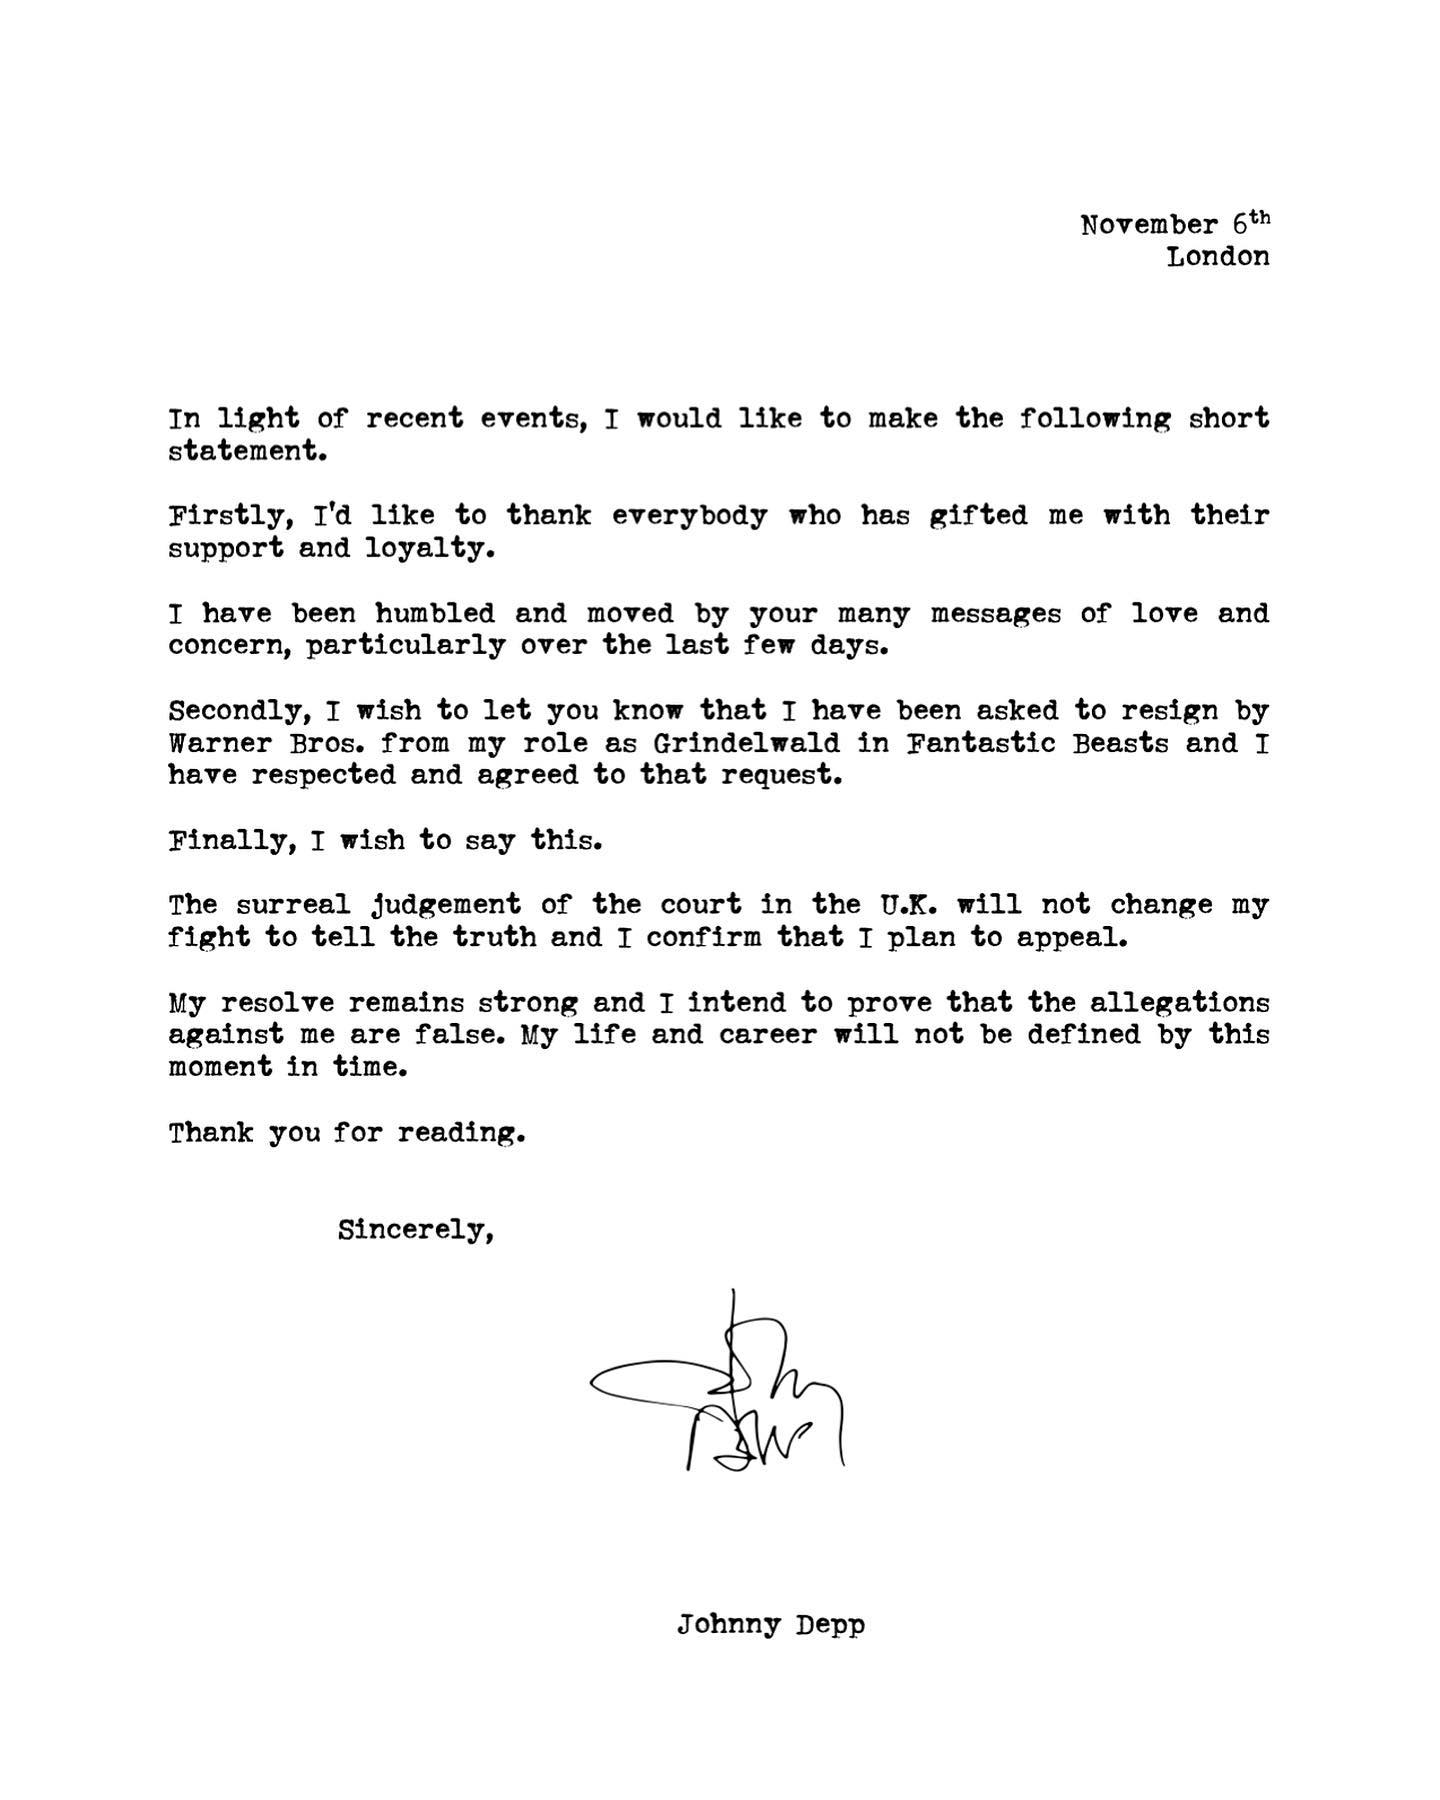 November 6th
London
In light of recent events, I would like to make the following short
statement.
Firstly, I'd like to thank everybody who has gifted me with their
support and loyalty.
I have been humbled and moved by your many messages of love and
concern, particularly over the last few days.
Secondly, I wish to let you know that I have been asked to resign by
Warner Bros. from my role as Grindelwald in Fantastic Beasts and I
have respected and agreed to that request.
Finally, I wish to say this.
The surreal judgement of the court in the U.K. will not change my
fight to tell the truth and I confirm that I plan to appeal.
My resolve remains strong and I intend to prove that the allegations
against me are false. My life and career will not be defined by this
moment in time.
Thank you for reading.
Sincerely,
Johnny Depp